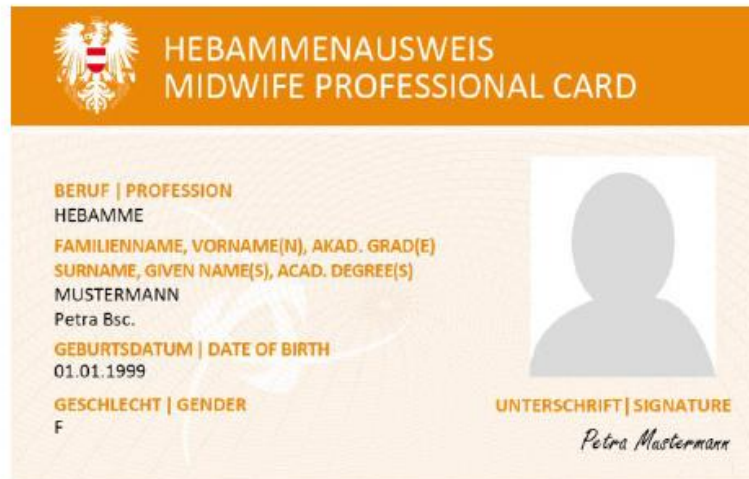 HEBAMMENAUSWEIS
MIDWIFE PROFESSIONAL CARD
BERUF | PROFESSION
HEBAMME
FAMILIENNAME, VORNAME(N), AKAD. GRAD(E)
SURNAME, GIVEN NAME(S), ACAD. DEGREE(S)
MUSTERMANN
Petra Bsc.
GEBURTSDATUM | DATE OF BIRTH
01.01.1999
GESCHLECHT | GENDER
F
UNTERSCHRIFT | SIGNATURE
Petra Mustermann